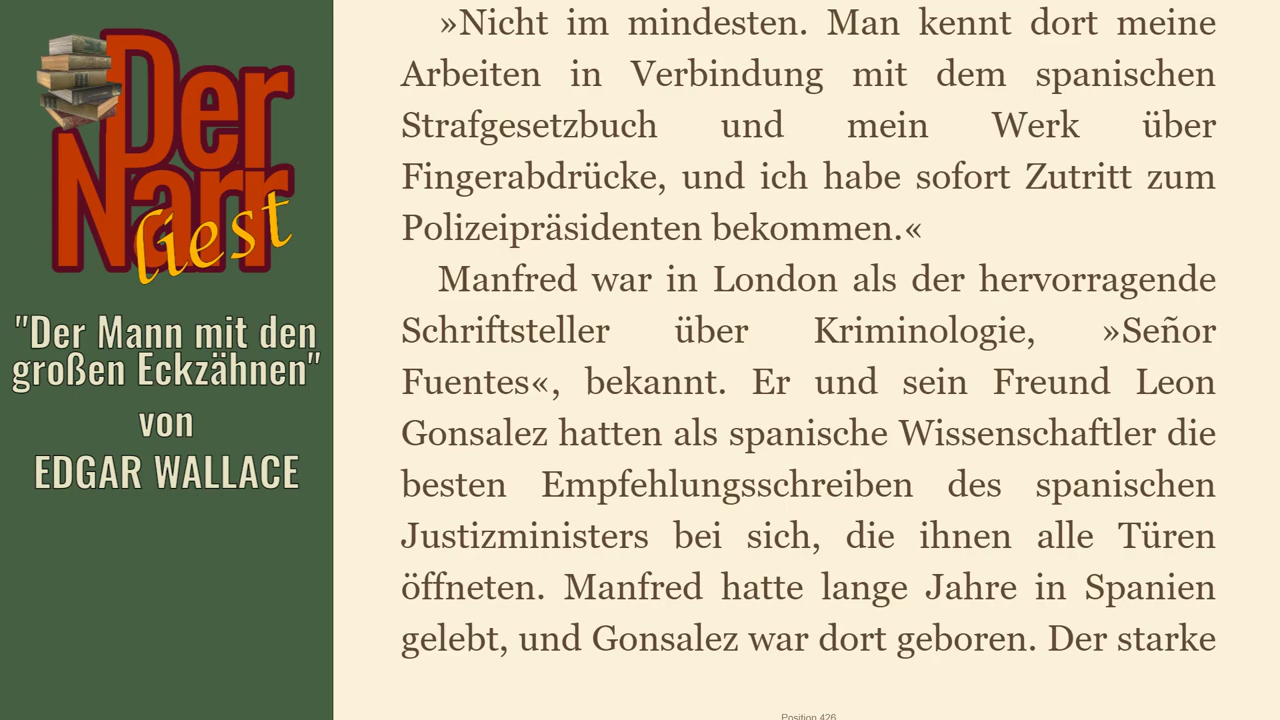 Der
Narr
liest
"Der Mann mit den
großen Eckzähnen"
von
EDGAR WALLACE
»Nicht im mindesten. Man kennt dort meine
Arbeiten in Verbindung mit dem spanischen
Strafgesetzbuch und mein Werk über
Fingerabdrücke, und ich habe sofort Zutritt zum
Polizeipräsidenten bekommen.«
Manfred war in London als der hervorragende
Schriftsteller über Kriminologie, »Señor
Fuentes«, bekannt. Er und sein Freund Leon
Gonsalez hatten als spanische Wissenschaftler die
besten Empfehlungsschreiben des spanischen
Justizministers bei sich, die ihnen alle Türen
öffneten. Manfred hatte lange Jahre in Spanien
gelebt, und Gonsalez war dort geboren. Der starke
Position 426